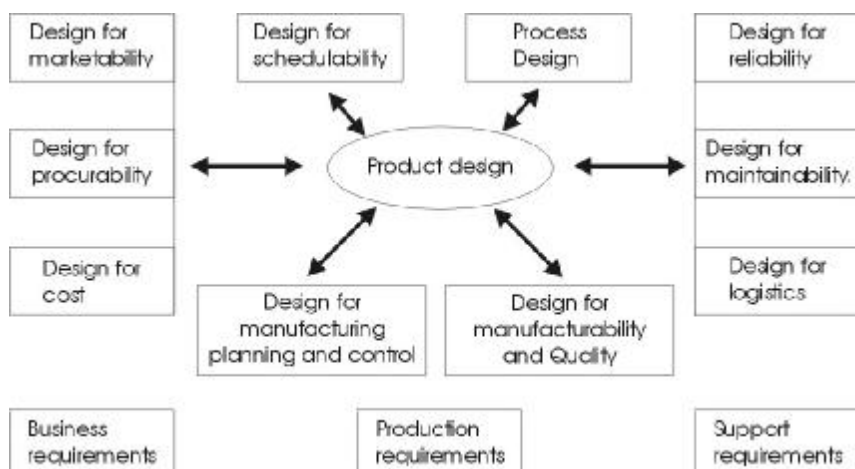 Design for
marketability
Design for
schedulability
Process
Design
Design for
reliability
Design for
procurability
Product design
Design for
maintainability.
Design for
cost
Design for
manufacturing
planning and control
Design for
manufacturability
and Quality
Design for
logistics
Business
requirements
Production
requirements
Support
requirements